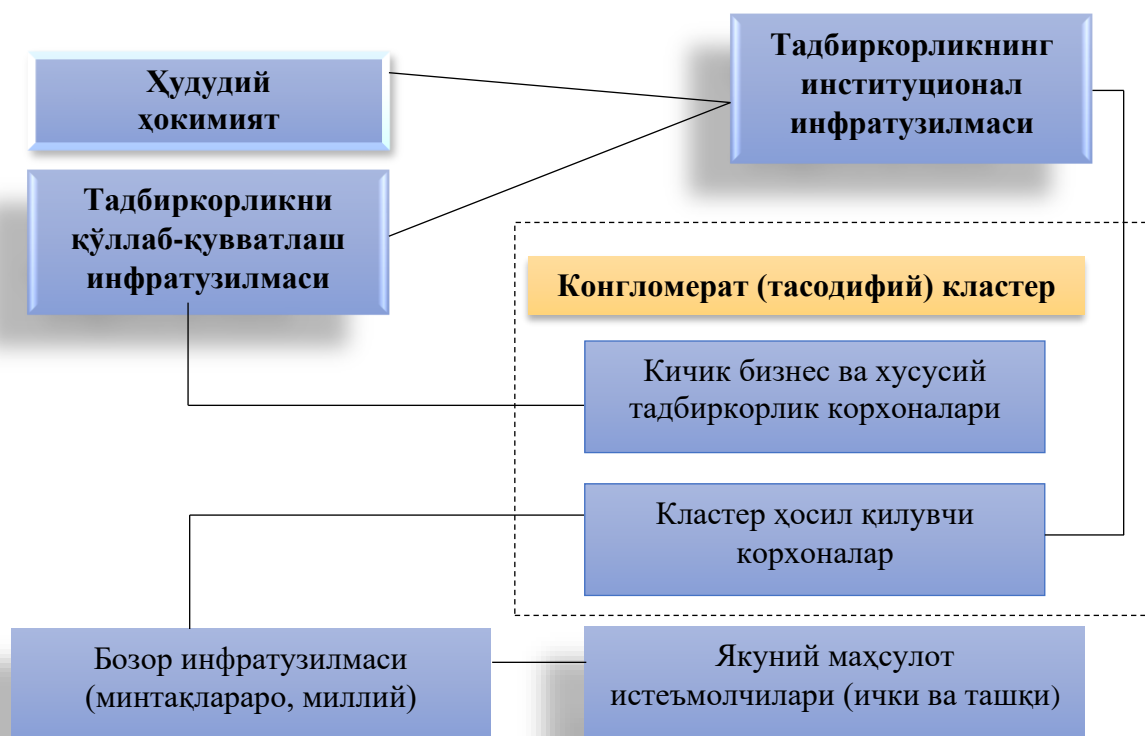 Ҳудудий
ҳокимият
Тадбиркорликнинг
институционал
инфратузилмаси
Тадбиркорликни
қўллаб-қувватлаш
инфратузилмаси
Конгломерат (тасодифий) кластер
Кичик бизнес ва хусусий
тадбиркорлик корхоналари
Кластер ҳосил қилувчи
корхоналар
Бозор инфратузилмаси
(минтақлараро, миллий)
Якуний маҳсулот
истеъмолчилари (ички ва ташқи)